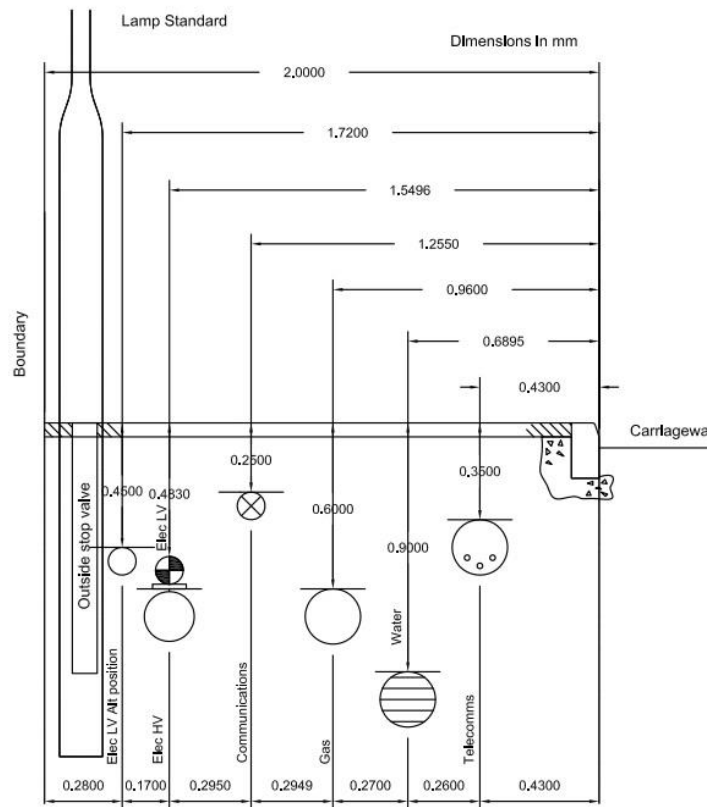 Lamp Standard
Dimensions in mm
2.0000
1.7200
1.5496
1.2550
0.9600
0.6895
0.4300
Boundary
Carriagewa
0.4500
0.4830
0.2500
0.6000
0.9000
0.3500
Outside stop valve
Elec LV
Elec LV Alt position
Elec HV
Communications
Gas
Water
Telecomms
0.2800
0.1700
0.2950
0.2949
0.2700
0.2600
0.4300